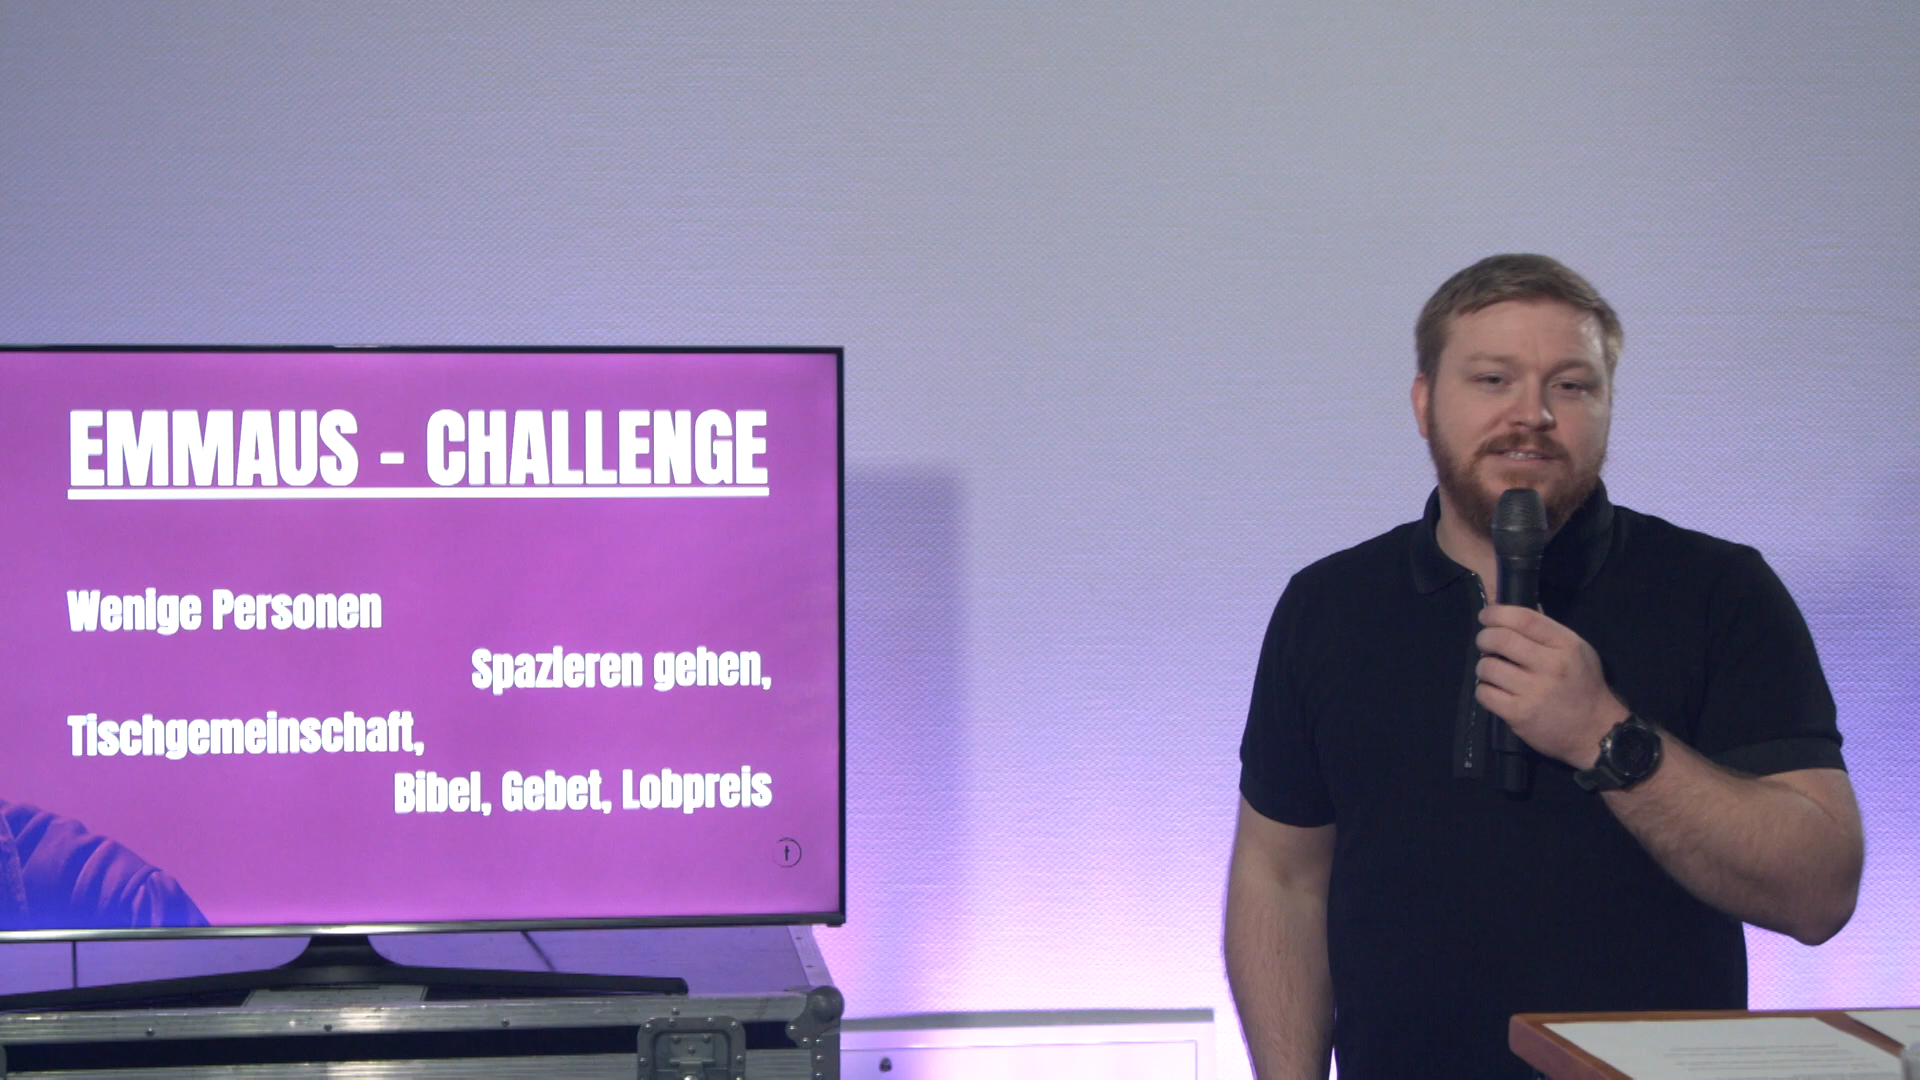 EMMAUS - CHALLENGE
Wenige Personen
Spazieren gehen,
Tischgemeinschaft,
Bibel, Gebet, Lobpreis